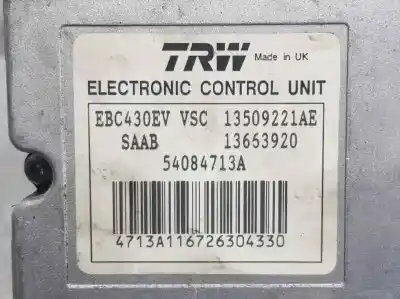 TRW Made in UK
ELECTRONIC CONTROL UNIT
EBC430EV VSC 13509221AE
SAAB 13663920
54084713A
4713A116726304330